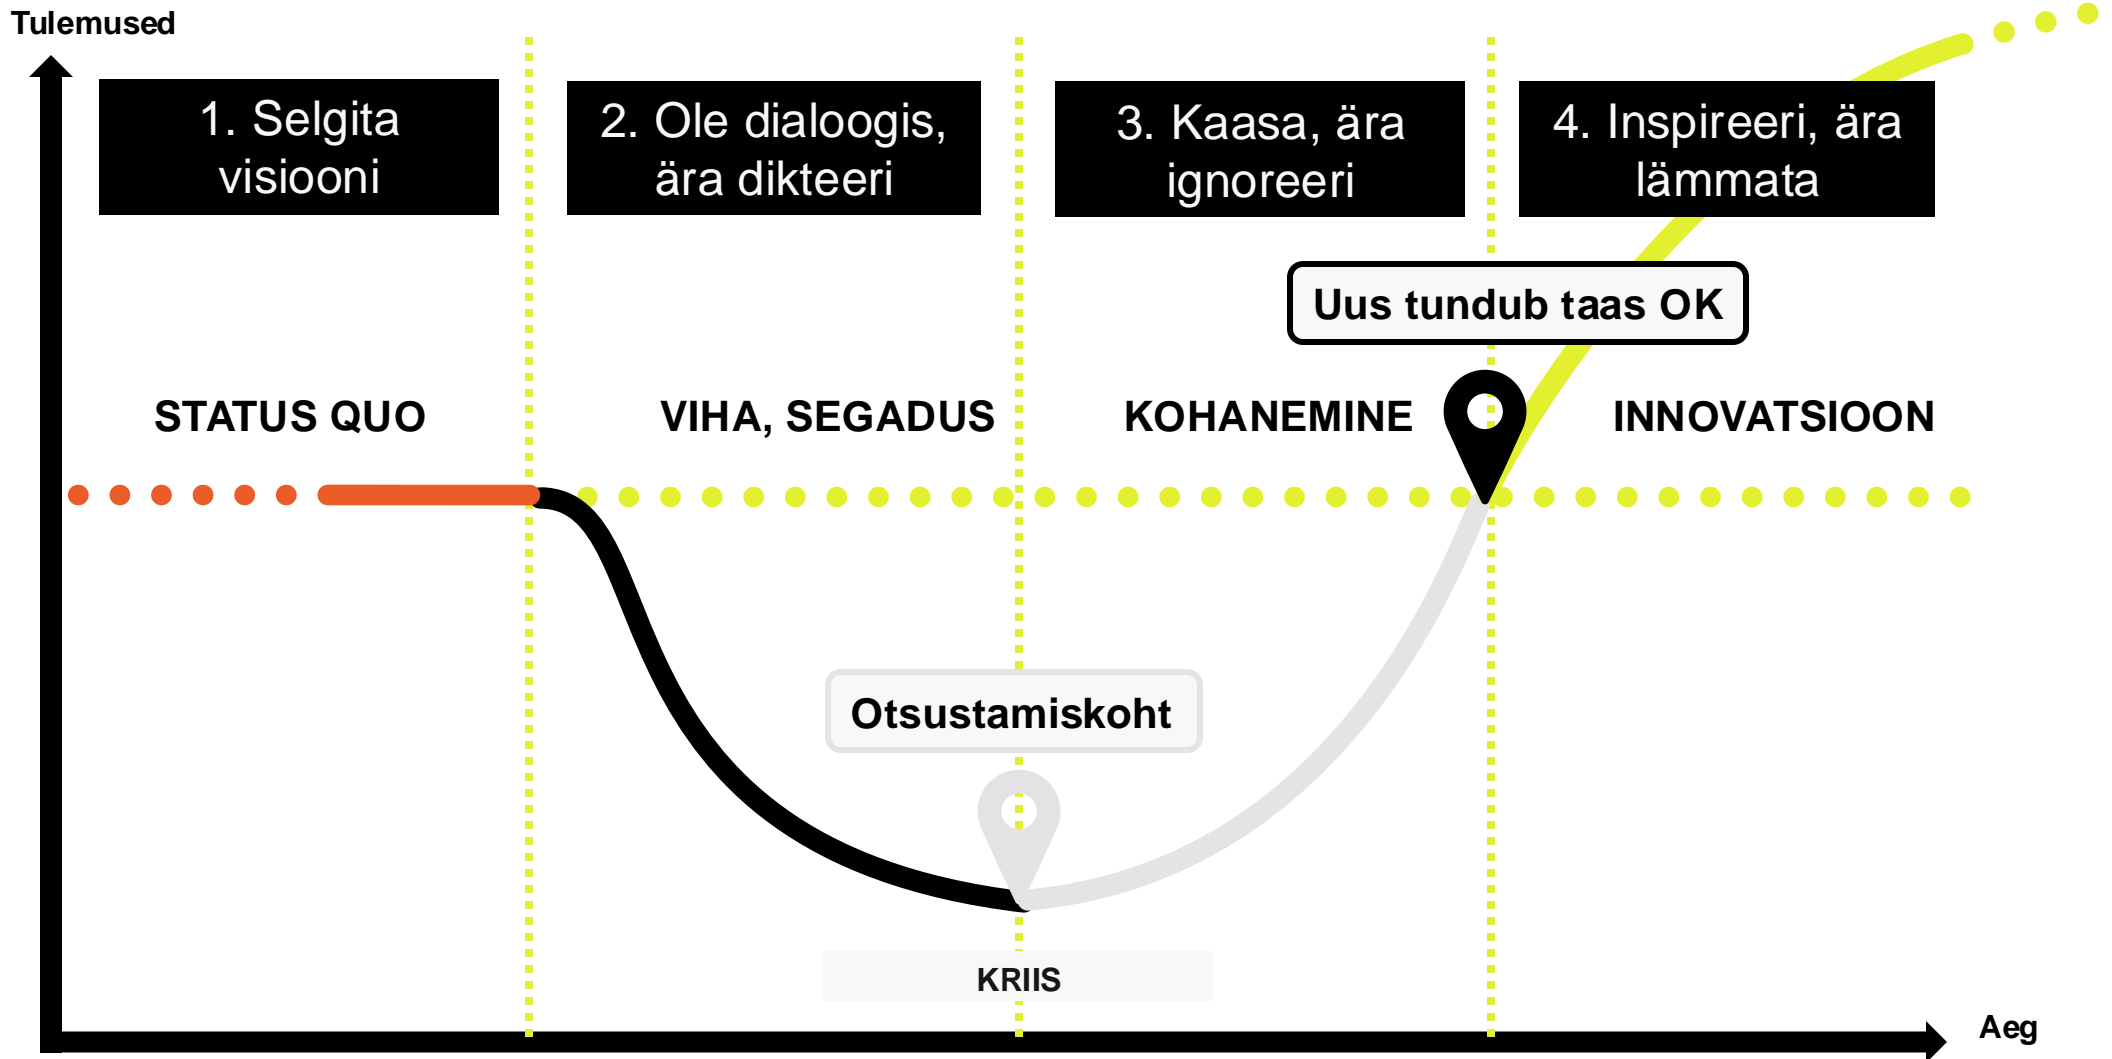 Tulemused
1. Selgita
visiooni
2. Ole dialoogis,
ära dikteeri
3. Kaasa, ära
ignoreeri
4. Inspireeri, ära
lämmata
Uus tundub taas OK
STATUS QUO
VIHA, SEGADUS
KOHANEMINE
INNOVATSIOON
Otsustamiskoht
KRIIS
Aeg